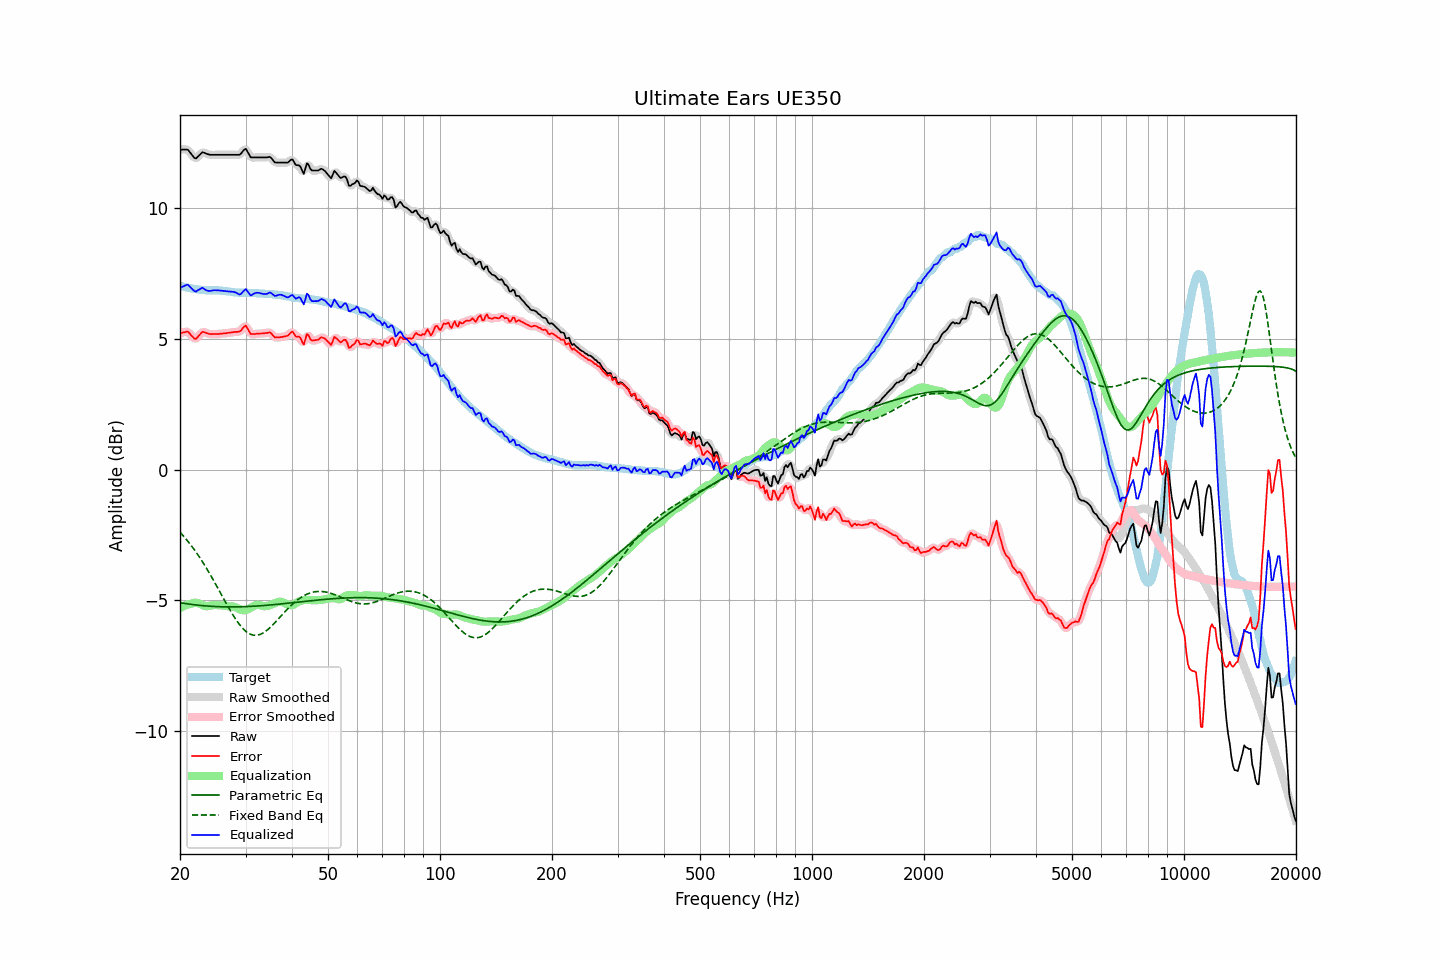 Ultimate Ears UE350
Amplitude (dBr)
10
5
0
−5
−10
Target
Raw Smoothed
Error Smoothed
Raw
Error
Equalization
Parametric Eq
Fixed Band Eq
Equalized
20 50 100 200 500 1000 2000 5000 10000 20000
Frequency (Hz)